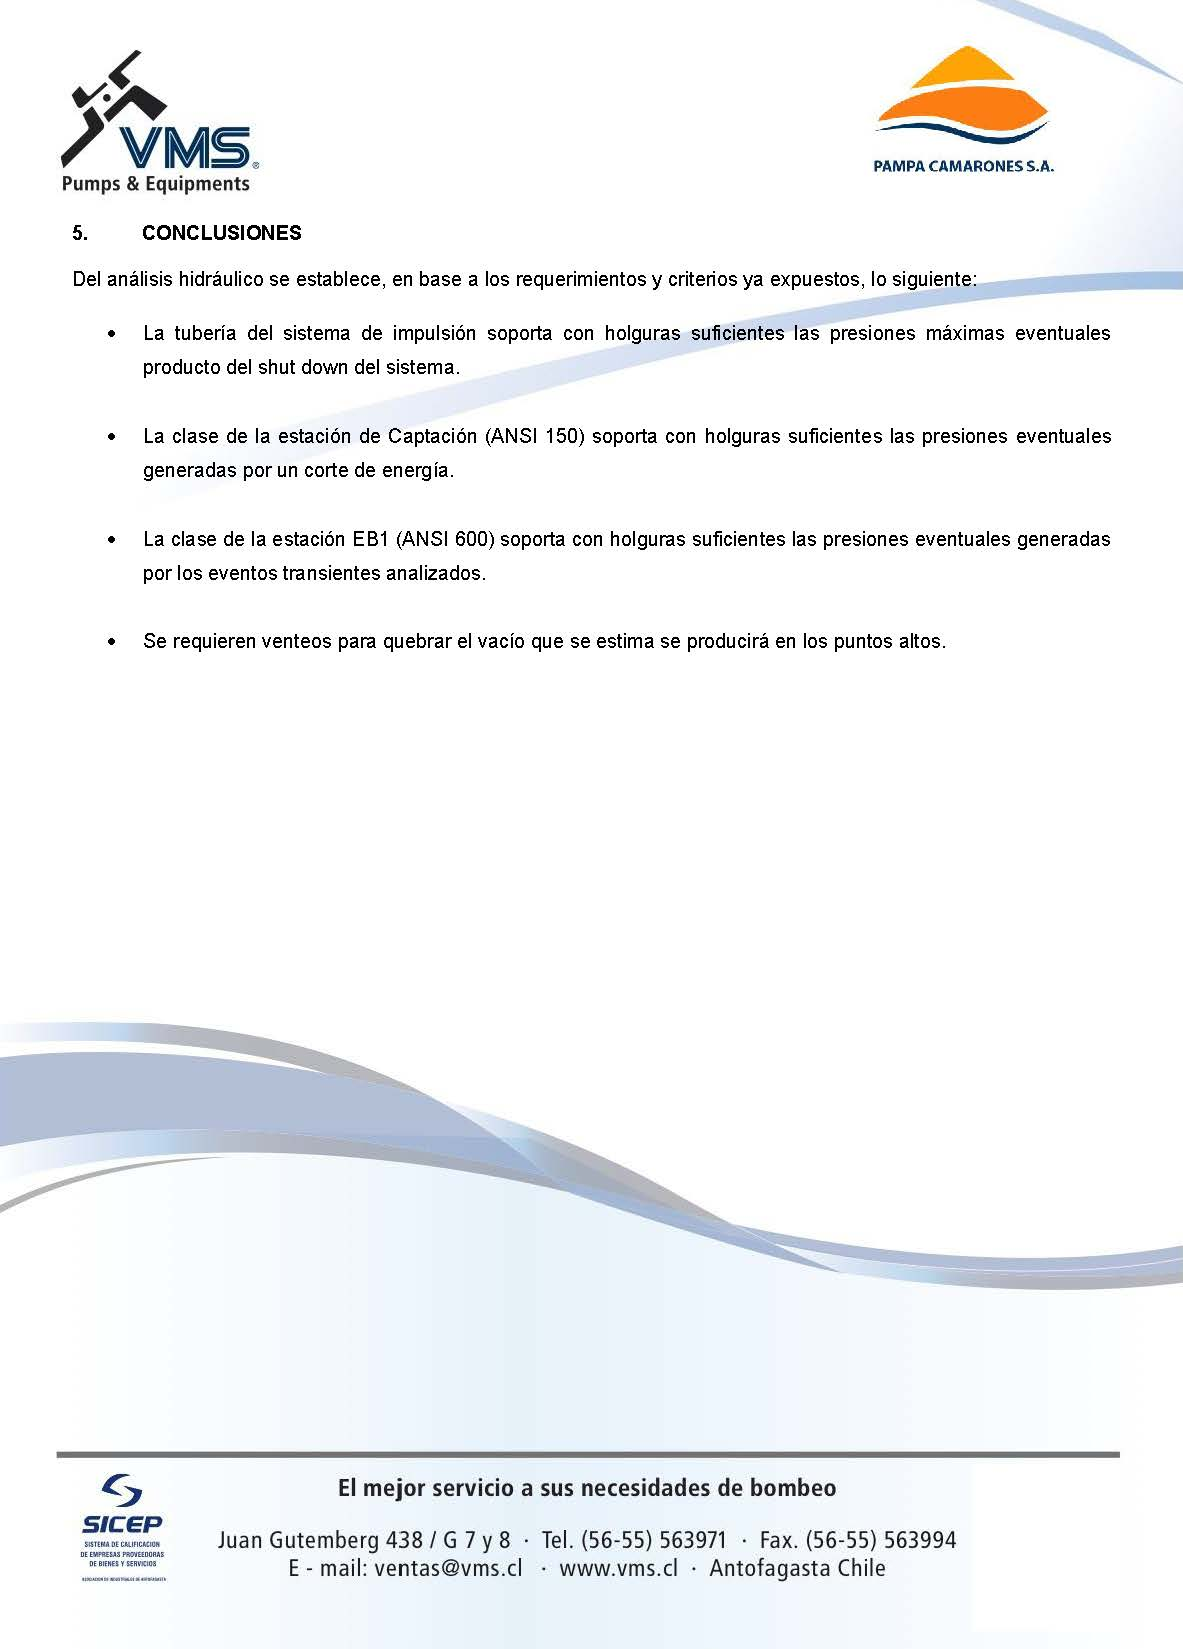 VMS®
Pumps & Equipments
PAMPA CAMARONES S.A.
5. CONCLUSIONES
Del análisis hidráulico se establece, en base a los requerimientos y criterios ya expuestos, lo siguiente:
• La tubería del sistema de impulsión soporta con holguras suficientes las presiones máximas eventuales
producto del shut down del sistema.
• La clase de la estación de Captación (ANSI 150) soporta con holguras suficientes las presiones eventuales
generadas por un corte de energía.
• La clase de la estación EB1 (ANSI 600) soporta con holguras suficientes las presiones eventuales generadas
por los eventos transientes analizados.
• Se requieren venteos para quebrar el vacío que se estima se producirá en los puntos altos.
El mejor servicio a sus necesidades de bombeo
SICEP
SISTEMA DE CALIFICACION
DE EMPRESAS PROVEEDORAS
DE BIENES Y SERVICIOS
ASOCIACION DE INDUSTRIALES DE ANTOFAGASTA
Juan Gutemberg 438 / G 7 y 8 · Tel. (56-55) 563971 · Fax. (56-55) 563994
E - mail: ventas@vms.cl · www.vms.cl · Antofagasta Chile